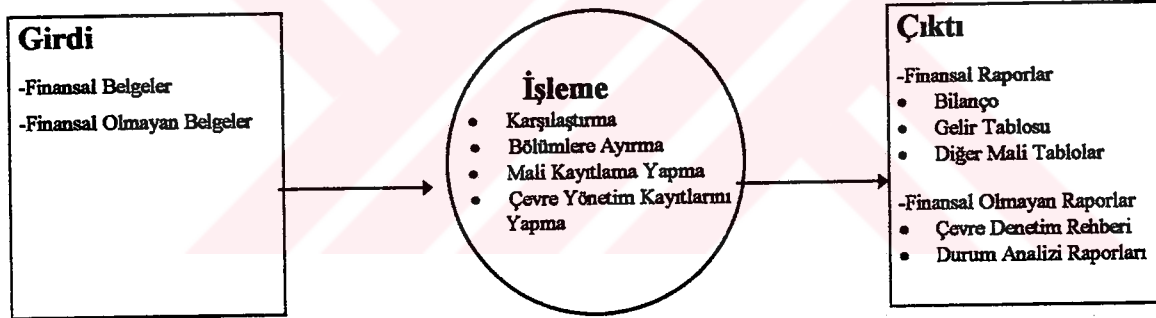 Girdi
-Finansal Belgeler
-Finansal Olmayan Belgeler
İşleme
• Karşılaştırma
• Bölümlere Ayırma
• Mali Kayıtlama Yapma
• Çevre Yönetim Kayıtlarını
Yapma
Çıktı
-Finansal Raporlar
• Bilanço
• Gelir Tablosu
• Diğer Mali Tablolar
-Finansal Olmayan Raporlar
• Çevre Denetim Rehberi
• Durum Analizi Raporları